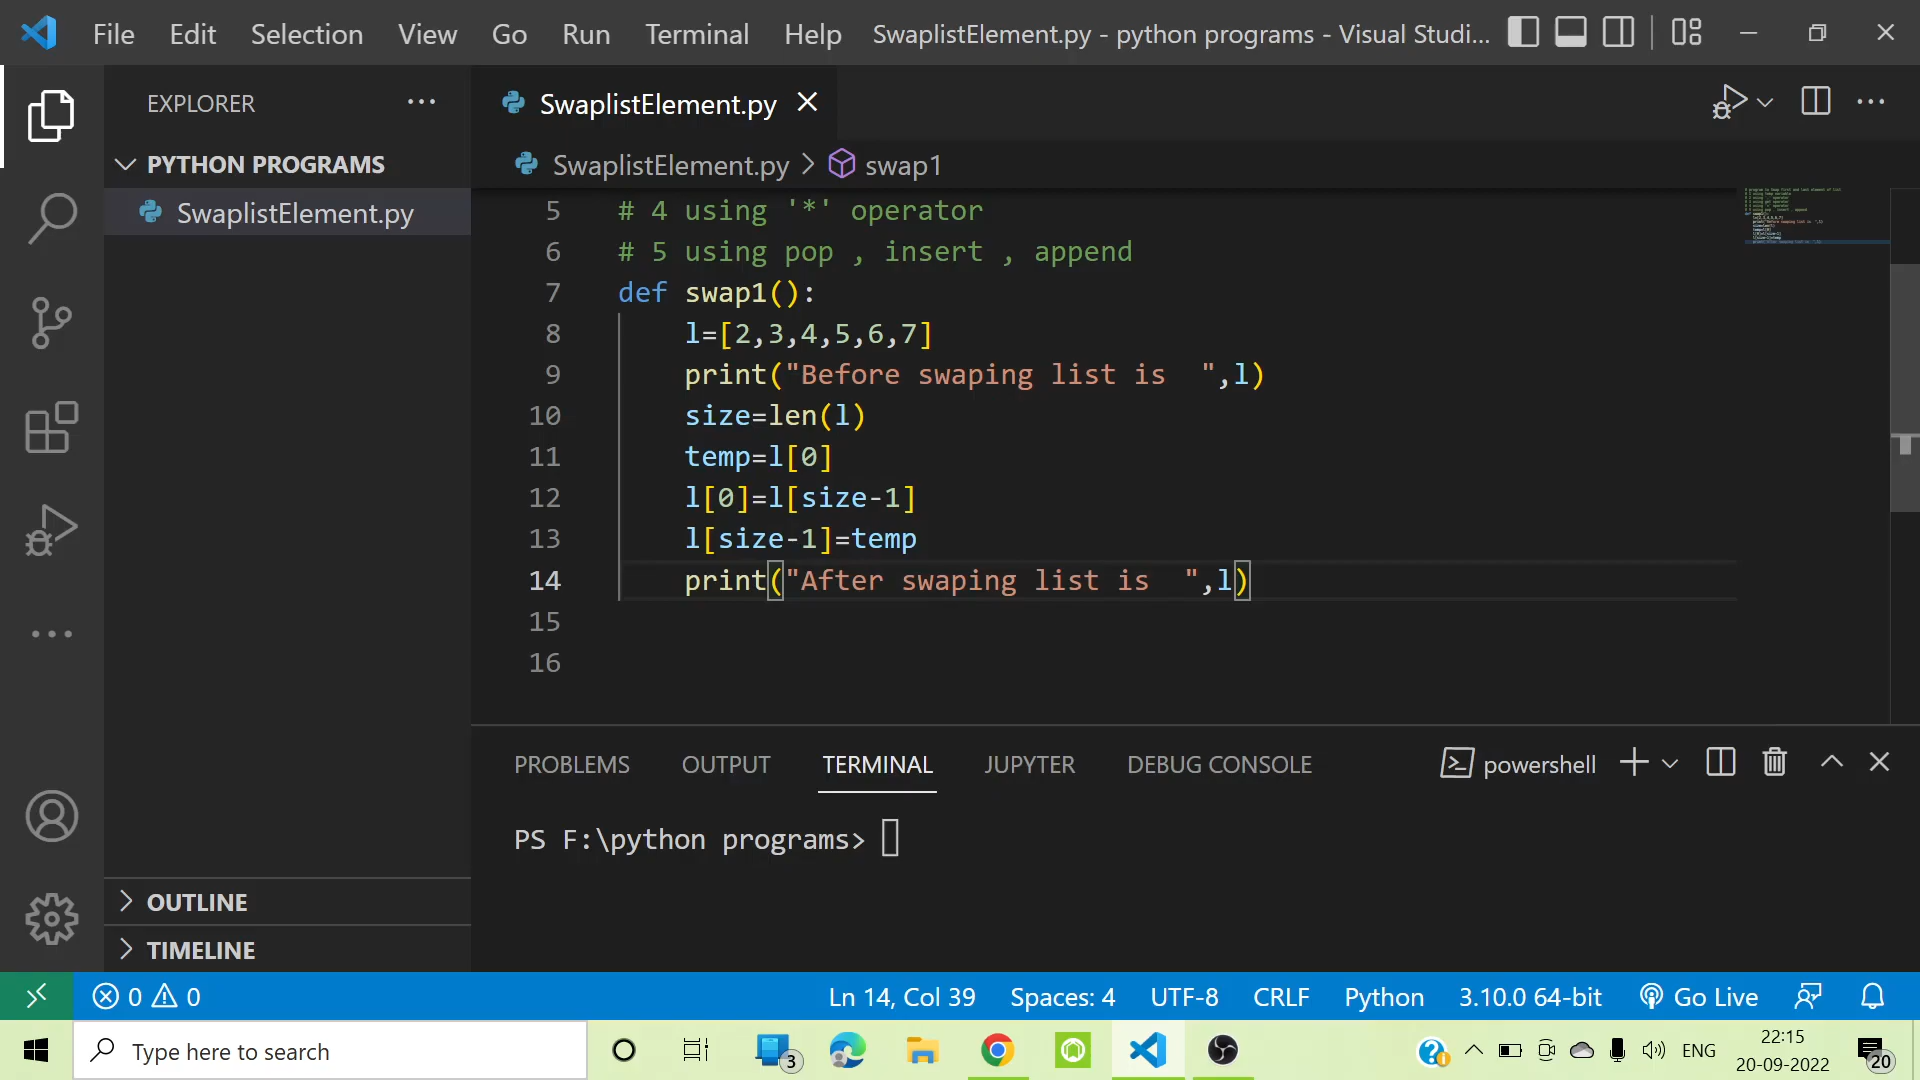 File Edit Selection View Go Run Terminal Help SwaplistElement.py - python programs - Visual Studi...
EXPLORER
PYTHON PROGRAMS
SwaplistElement.py
OUTLINE
TIMELINE
SwaplistElement.py
SwaplistElement.py > swap1
5 # 4 using '*' operator
6 # 5 using pop , insert , append
7 def swap1():
8 l=[2,3,4,5,6,7]
9 print("Before swaping list is  ",l)
10 size=len(l)
11 temp=l[0]
12 l[0]=l[size-1]
13 l[size-1]=temp
14 print("After swaping list is  ",l)
15
16
PROBLEMS OUTPUT TERMINAL JUPYTER DEBUG CONSOLE powershell
PS F:\python programs>
0 0 Ln 14, Col 39 Spaces: 4 UTF-8 CRLF Python 3.10.0 64-bit Go Live
Type here to search 3 ENG 22:15 20
20-09-2022